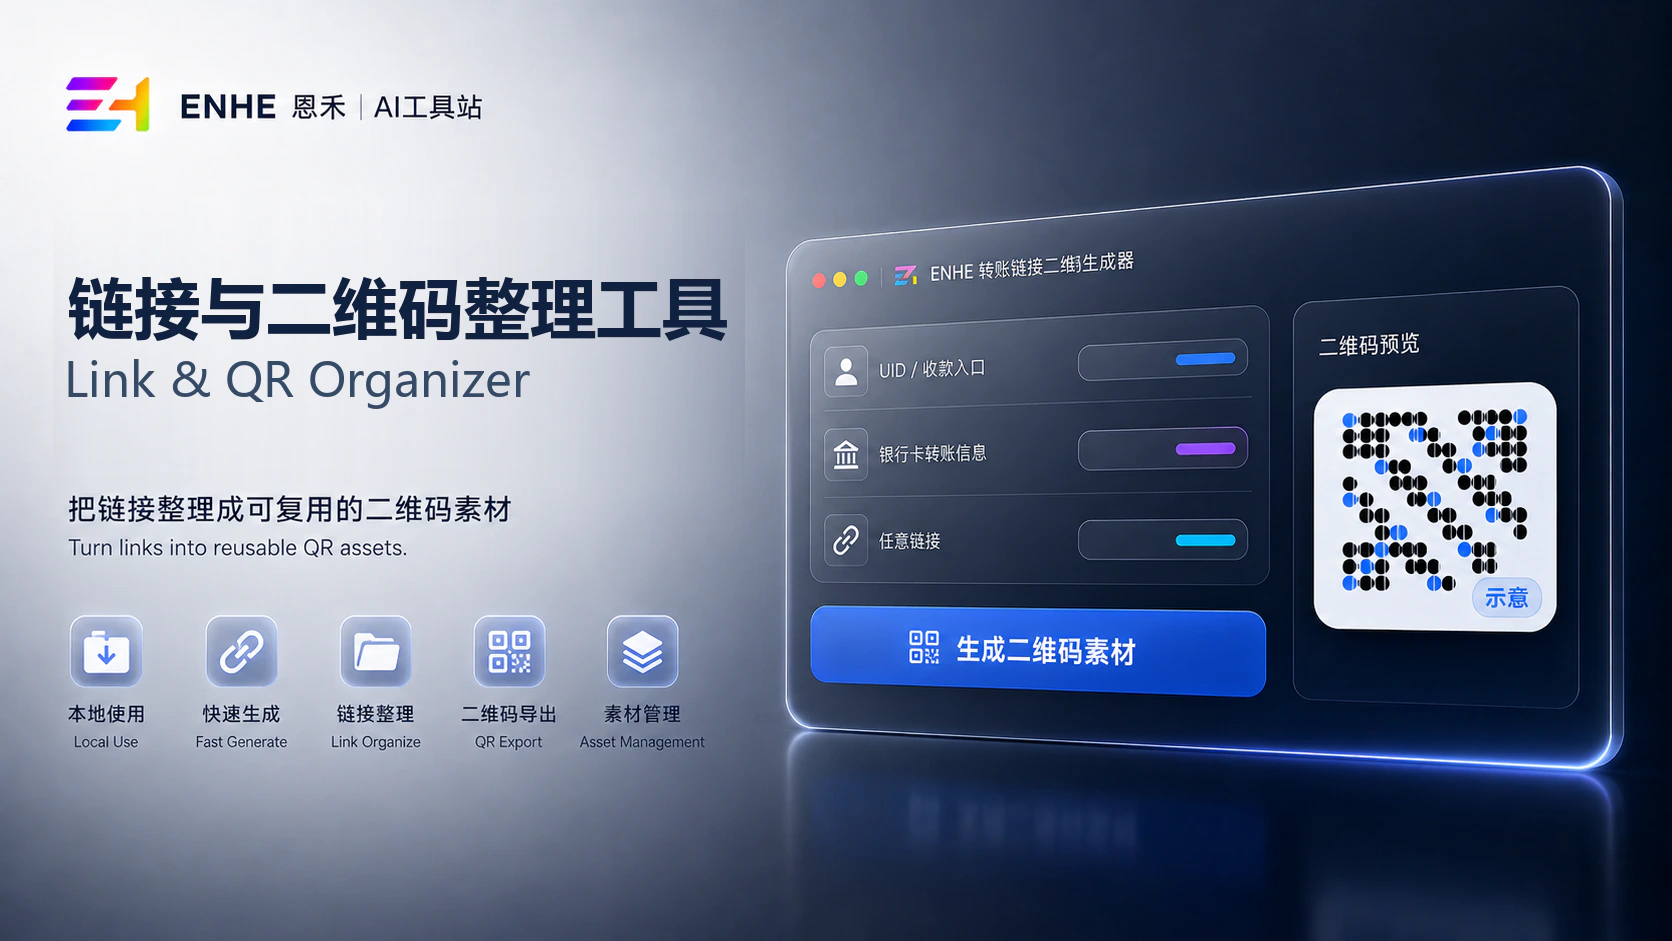 ENHE 恩禾 | AI工具站
链接与二维码整理工具
Link & QR Organizer
把链接整理成可复用的二维码素材
Turn links into reusable QR assets.
本地使用
Local Use
快速生成
Fast Generate
链接整理
Link Organize
二维码导出
QR Export
素材管理
Asset Management
ENHE 转账链接二维码生成器
UID / 收款入口
银行卡转账信息
任意链接
生成二维码素材
二维码预览
示意